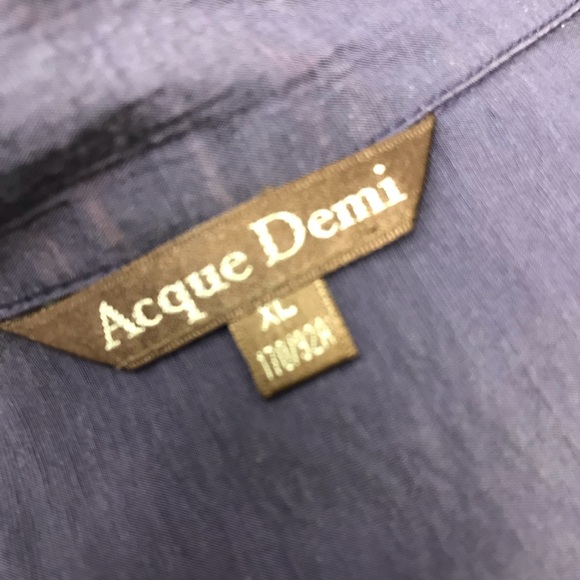 Acque Demi
XL
170/92A